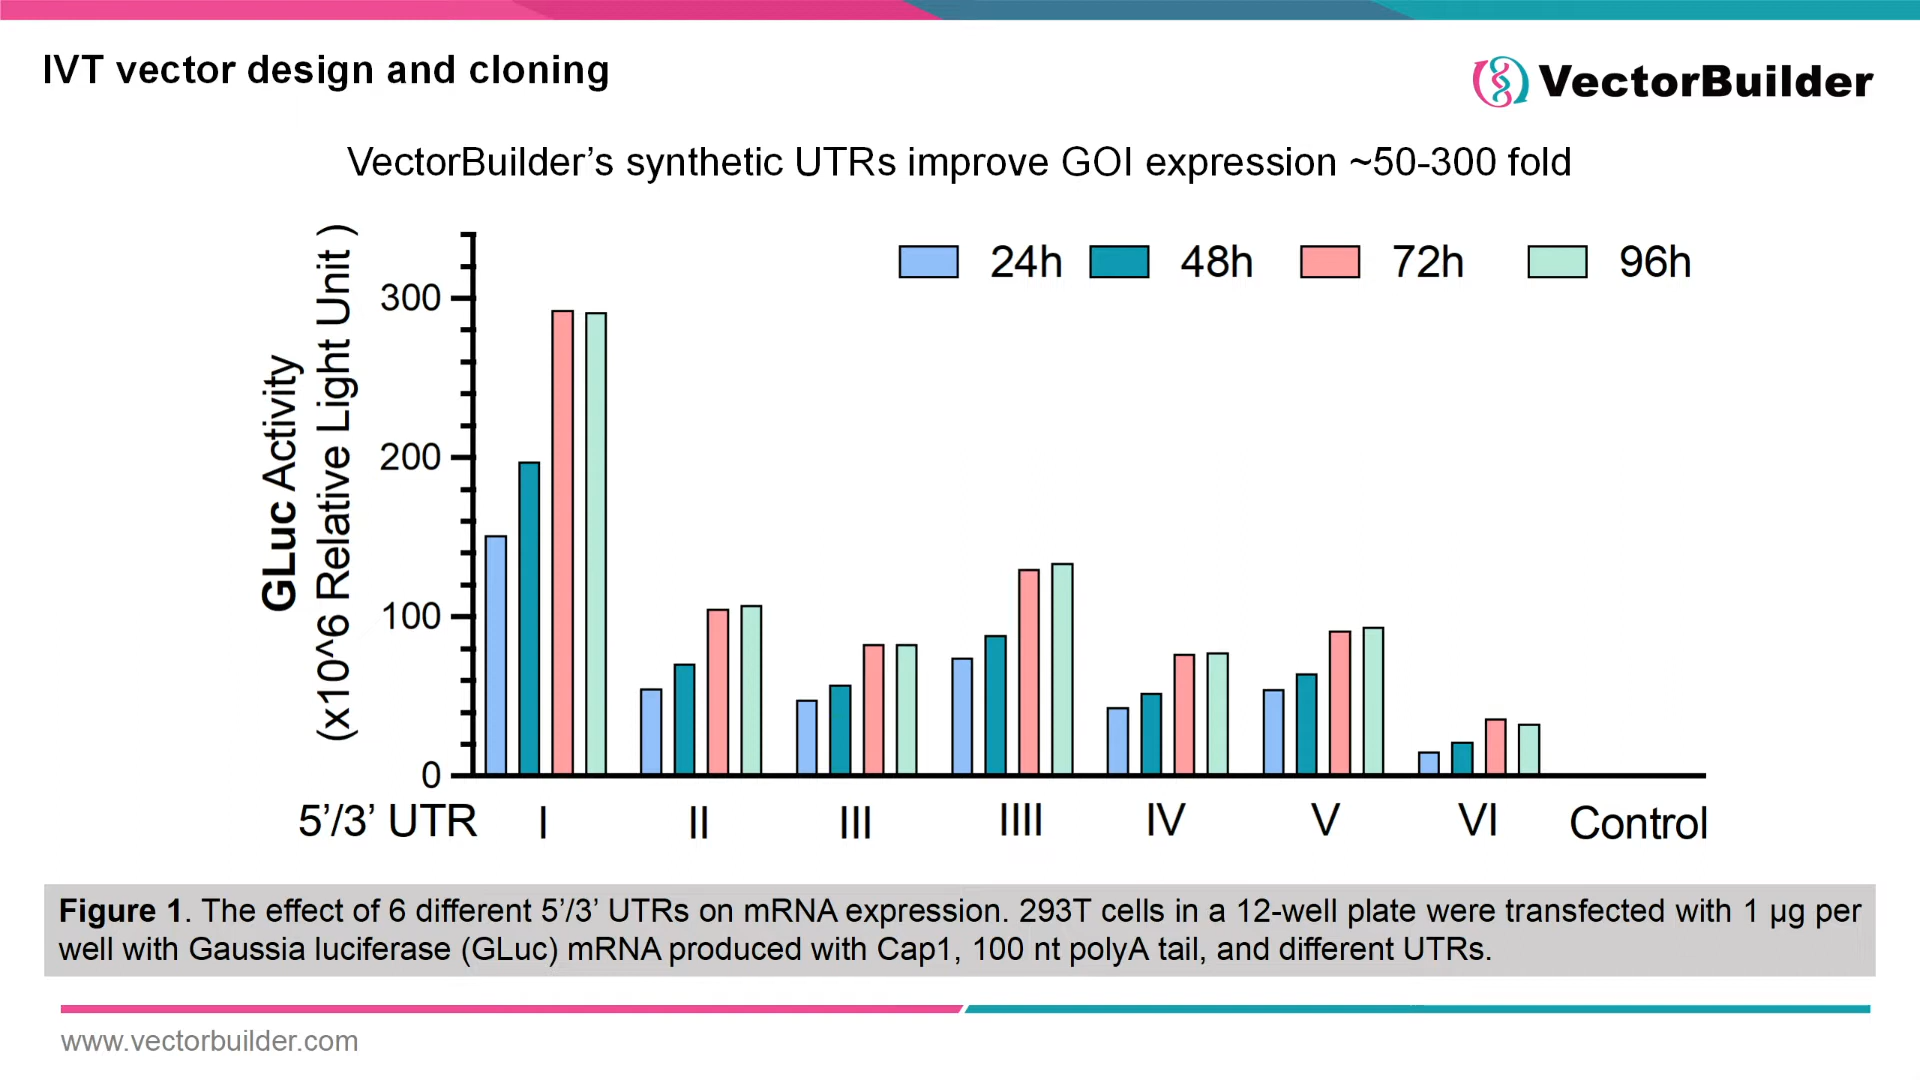 IVT vector design and cloning
VectorBuilder
VectorBuilder’s synthetic UTRs improve GOI expression ~50-300 fold
24h 48h 72h 96h
GLuc Activity
(x10^6 Relative Light Unit )
300
200
100
0
5’/3’ UTR I II III IIII IV V VI Control
Figure 1. The effect of 6 different 5’/3’ UTRs on mRNA expression. 293T cells in a 12-well plate were transfected with 1 µg per
well with Gaussia luciferase (GLuc) mRNA produced with Cap1, 100 nt polyA tail, and different UTRs.
www.vectorbuilder.com